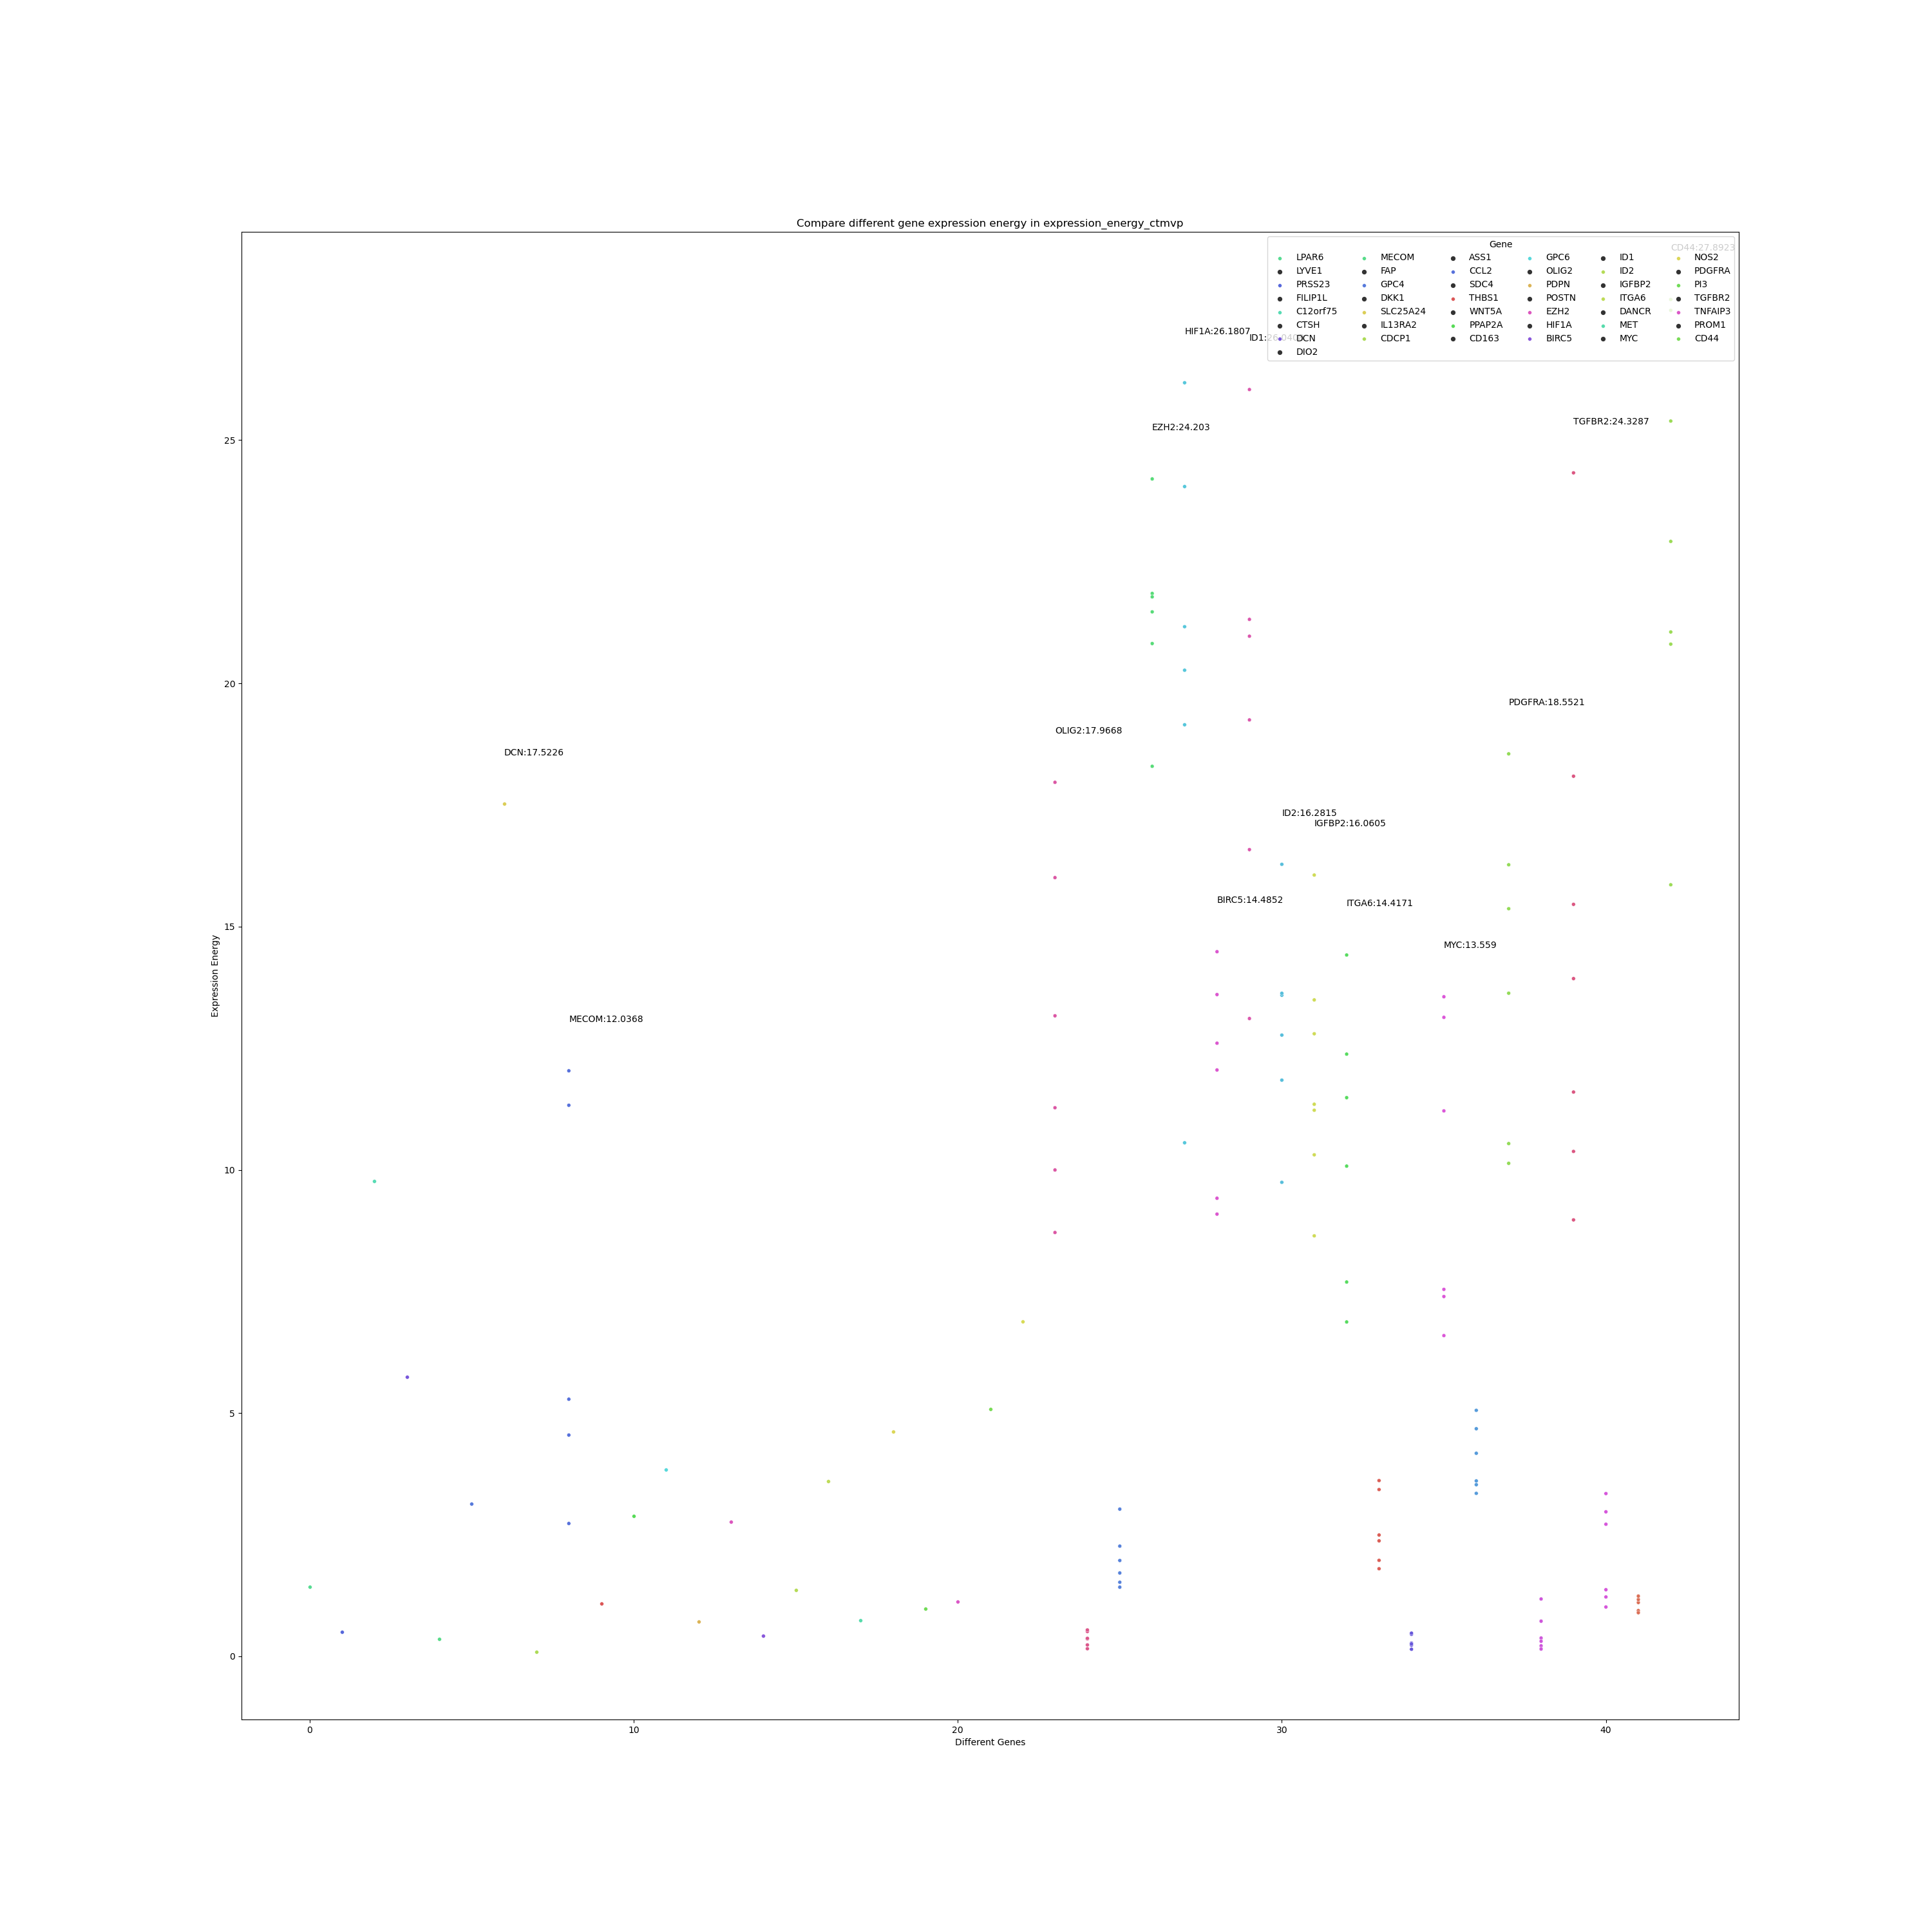 Compare different gene expression energy in expression_energy_ctmvp
Gene
CD44:27.8923
LPAR6 MECOM ASS1 GPC6 ID1 NOS2
LYVE1 FAP CCL2 OLIG2 ID2 PDGFRA
PRSS23 GPC4 SDC4 PDPN IGFBP2 PI3
FILIP1L DKK1 THBS1 POSTN ITGA6 TGFBR2
C12orf75 SLC25A24 WNT5A EZH2 DANCR TNFAIP3
CTSH IL13RA2 PPAP2A HIF1A MET PROM1
DCN CDCP1 CD163 BIRC5 MYC CD44
DIO2
HIF1A:26.1807
ID1:
EZH2:24.203
TGFBR2:24.3287
PDGFRA:18.5521
OLIG2:17.9668
DCN:17.5226
ID2:16.2815
IGFBP2:16.0605
BIRC5:14.4852
ITGA6:14.4171
MYC:13.559
MECOM:12.0368
Expression Energy
25
20
15
10
5
0
0 10 20 30 40
Different Genes